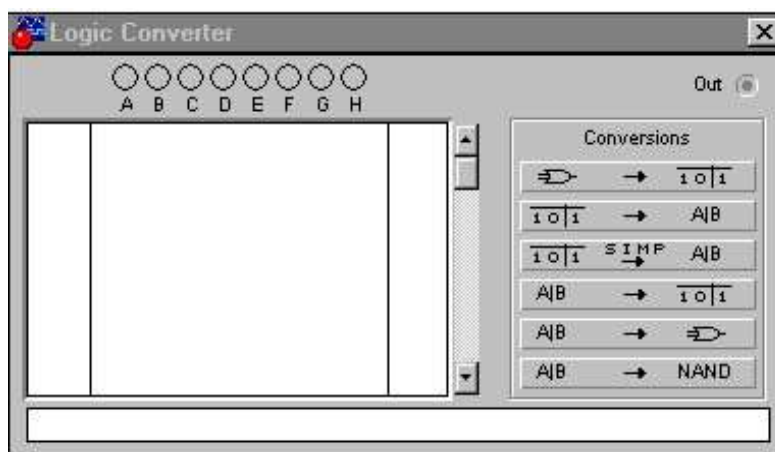 Logic Converter
Out
A B C D E F G H
Conversions
→ 1 0 1
1 0 1 → A|B
1 0 1 SIMP → A|B
A|B → 1 0 1
A|B →
A|B → NAND